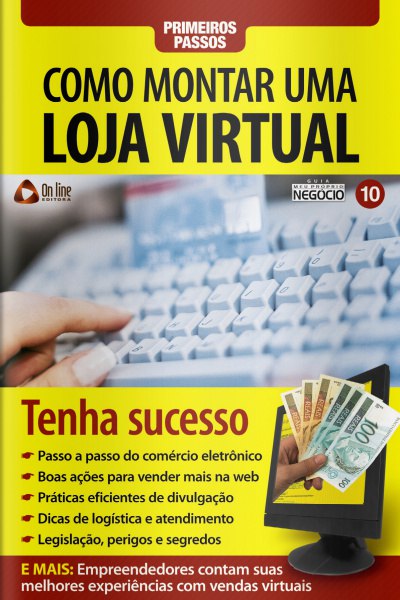 PRIMEIROS
PASSOS
COMO MONTAR UMA
LOJA VIRTUAL
On line
EDITORA
GUIA
MEU PRÓPRIO
NEGÓCIO
10
Tenha sucesso
Passo a passo do comércio eletrônico
Boas ações para vender mais na web
Práticas eficientes de divulgação
Dicas de logística e atendimento
Legislação, perigos e segredos
100
E MAIS: Empreendedores contam suas
melhores experiências com vendas virtuais